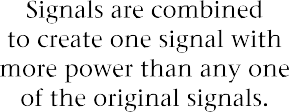 Signals are combined
to create one signal with
more power than any one
of the original signals.